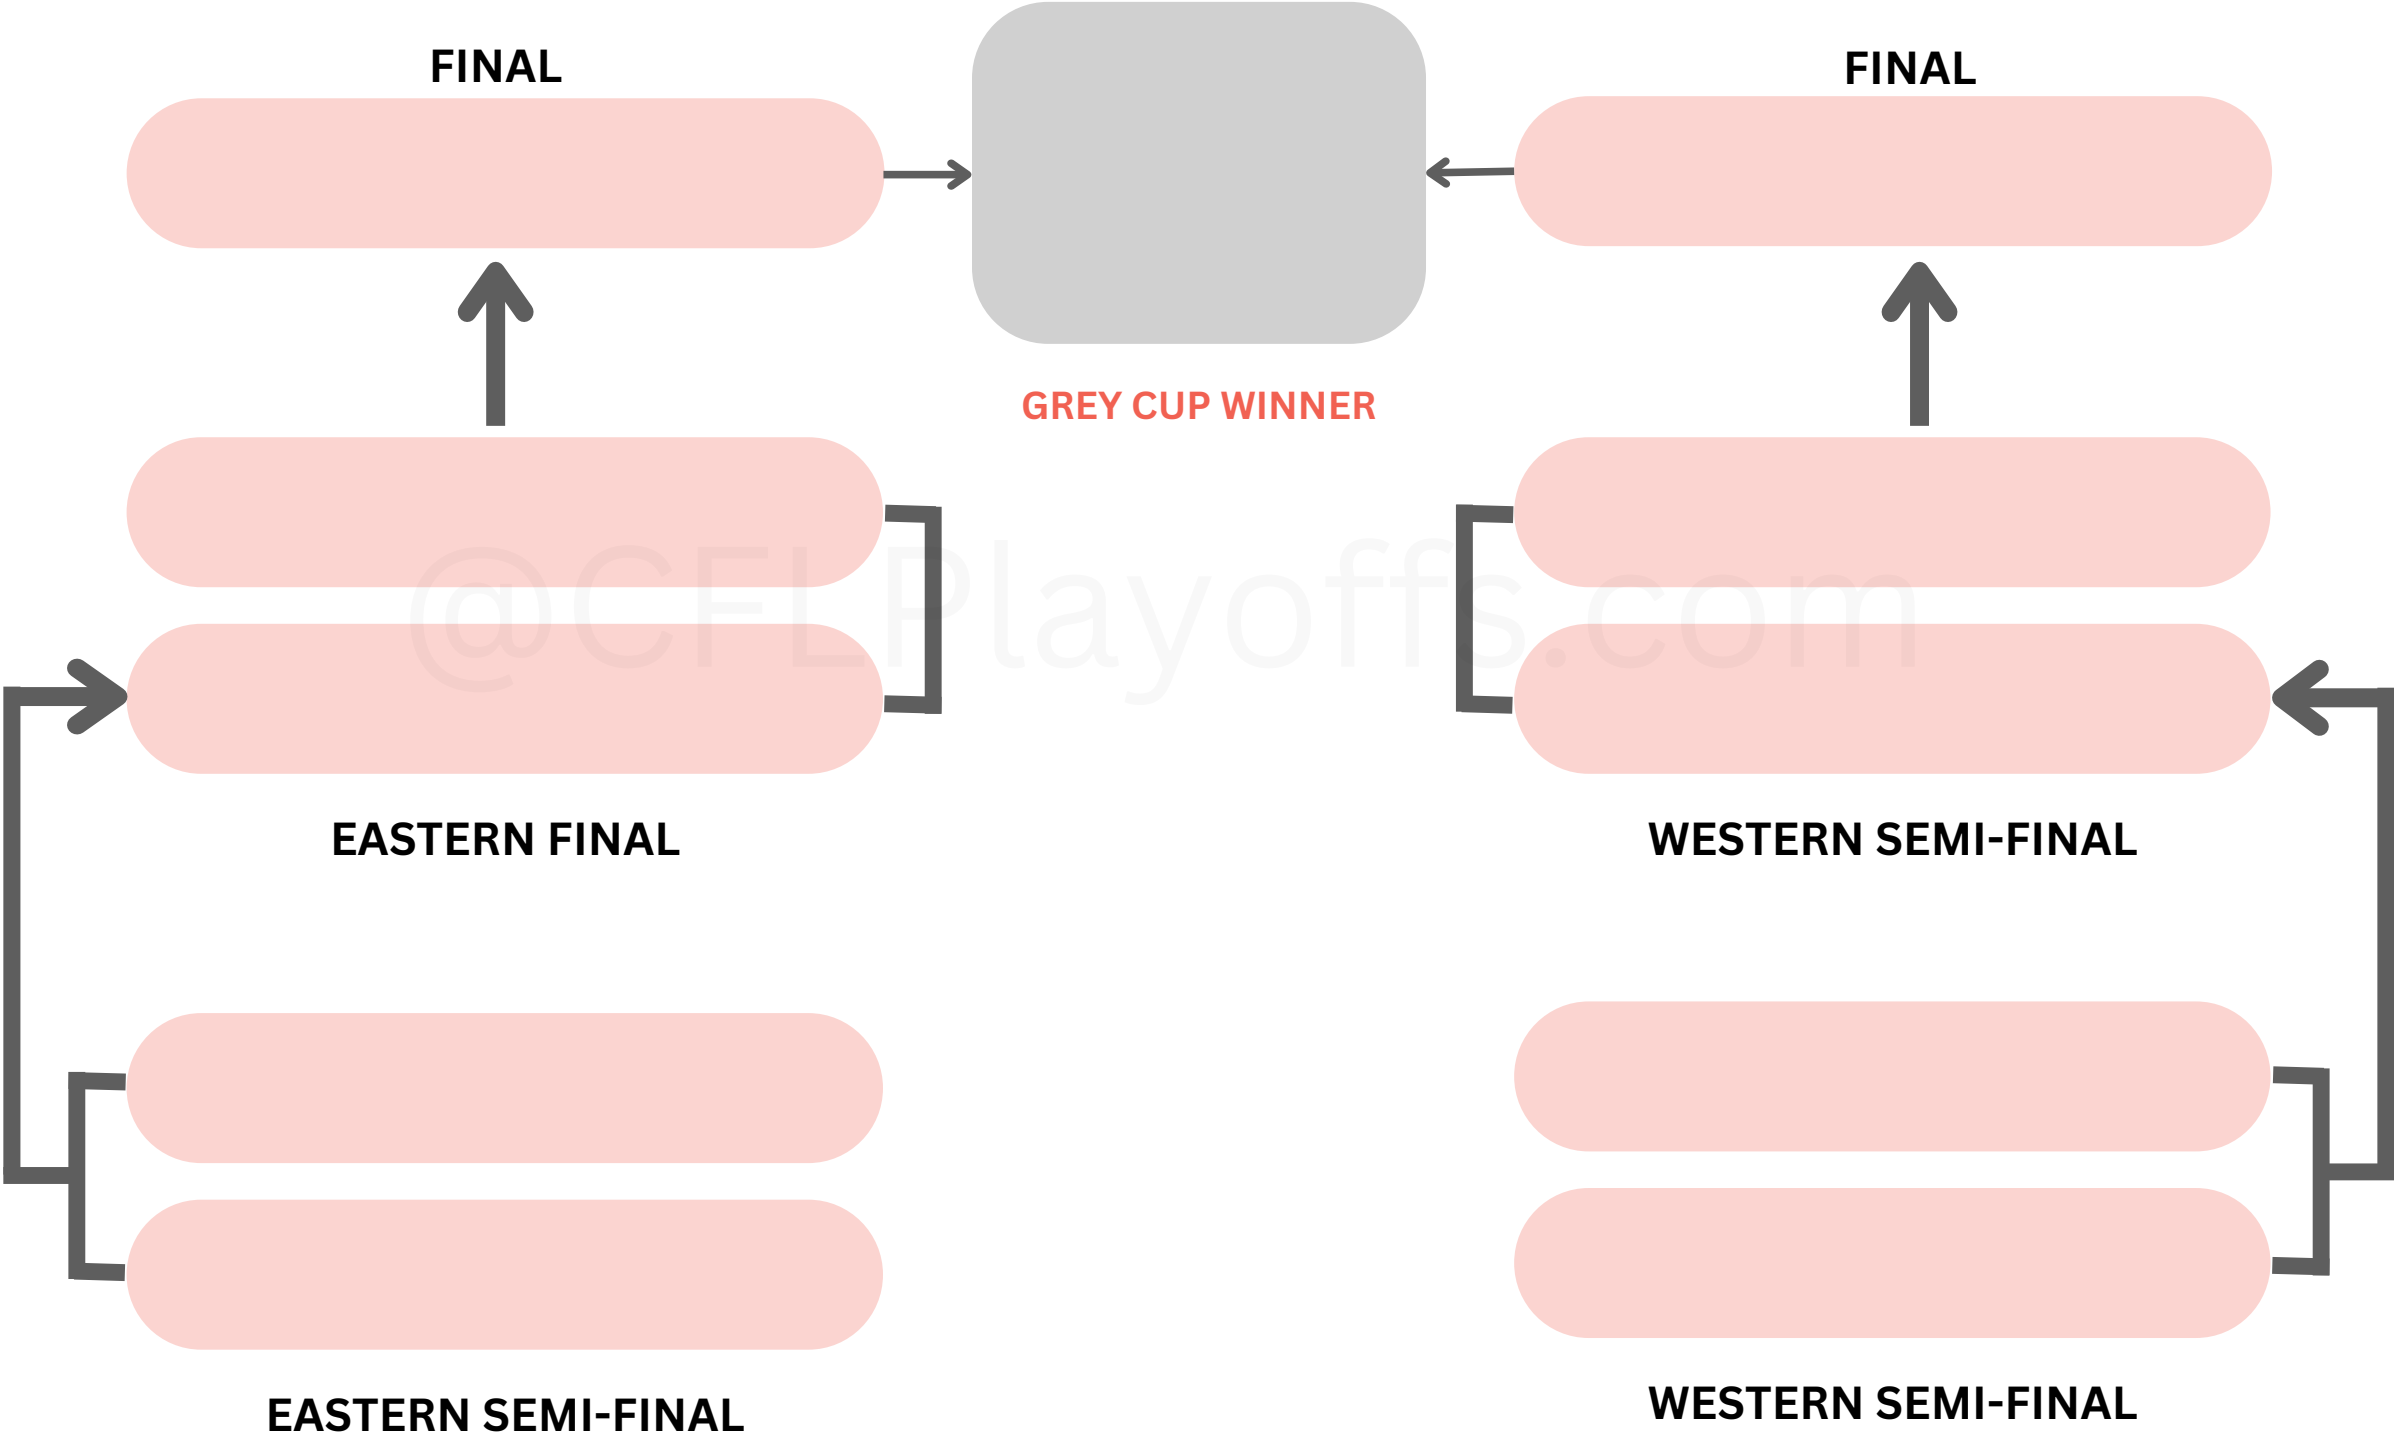 FINAL
FINAL
GREY CUP WINNER
@CFLPlayoffs.com
EASTERN FINAL
WESTERN SEMI-FINAL
EASTERN SEMI-FINAL
WESTERN SEMI-FINAL